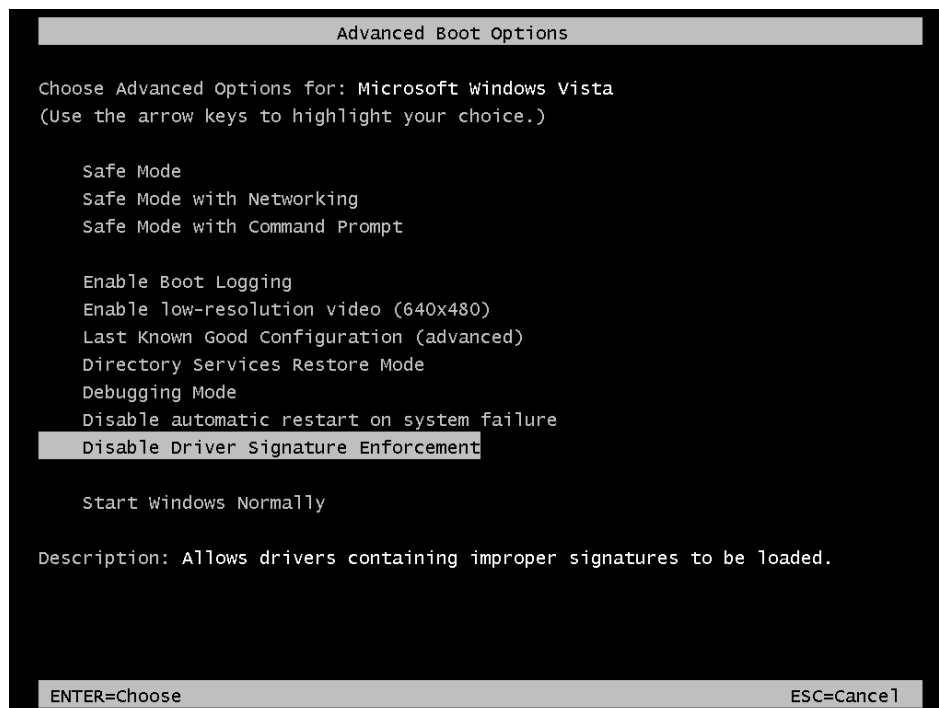 Advanced Boot Options
Choose Advanced Options for: Microsoft Windows Vista
(Use the arrow keys to highlight your choice.)
Safe Mode
Safe Mode with Networking
Safe Mode with Command Prompt
Enable Boot Logging
Enable low-resolution video (640x480)
Last Known Good Configuration (advanced)
Directory Services Restore Mode
Debugging Mode
Disable automatic restart on system failure
Disable Driver Signature Enforcement
Start Windows Normally
Description: Allows drivers containing improper signatures to be loaded.
ENTER=Choose ESC=Cancel